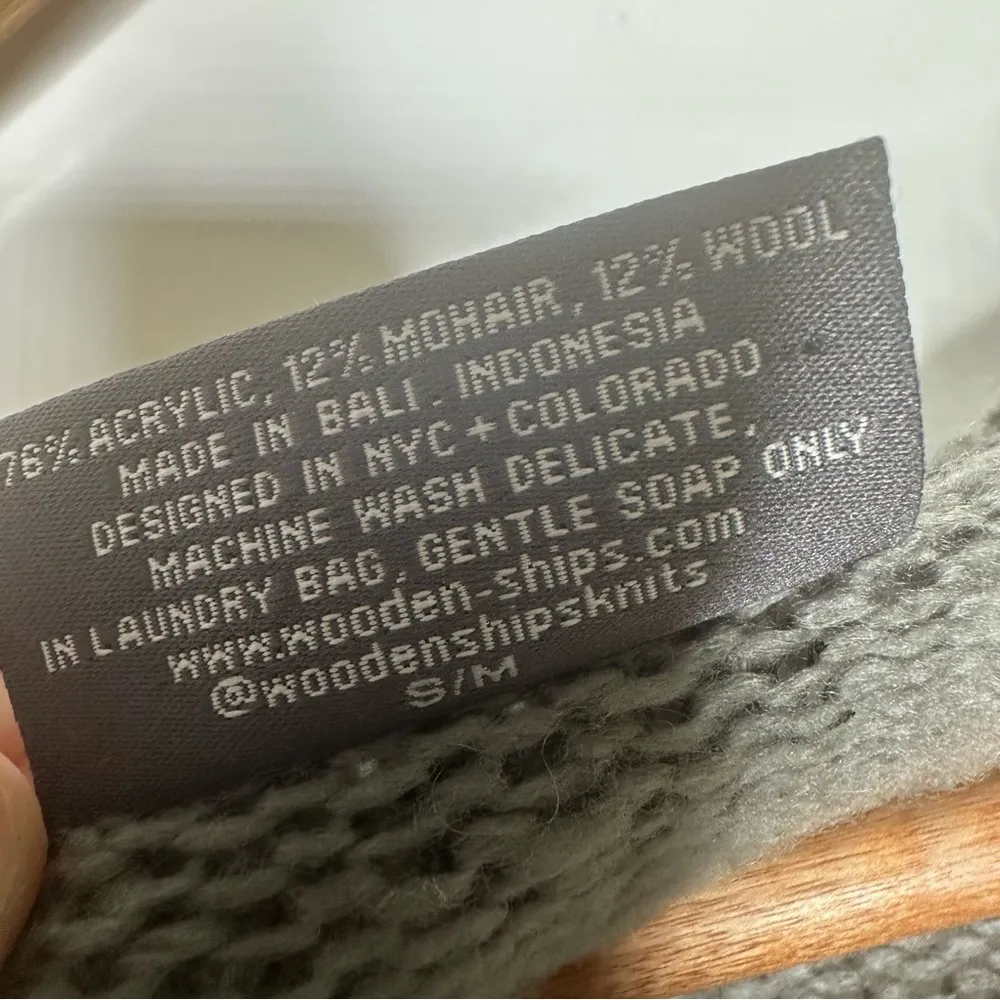 76% ACRYLIC, 12% MOHAIR, 12% WOOL
MADE IN BALI. INDONESIA
DESIGNED IN NYC + COLORADO
MACHINE WASH DELICATE,
IN LAUNDRY BAG. GENTLE SOAP ONLY
www.wooden-ships.com
@woodenshipsknits
S/M